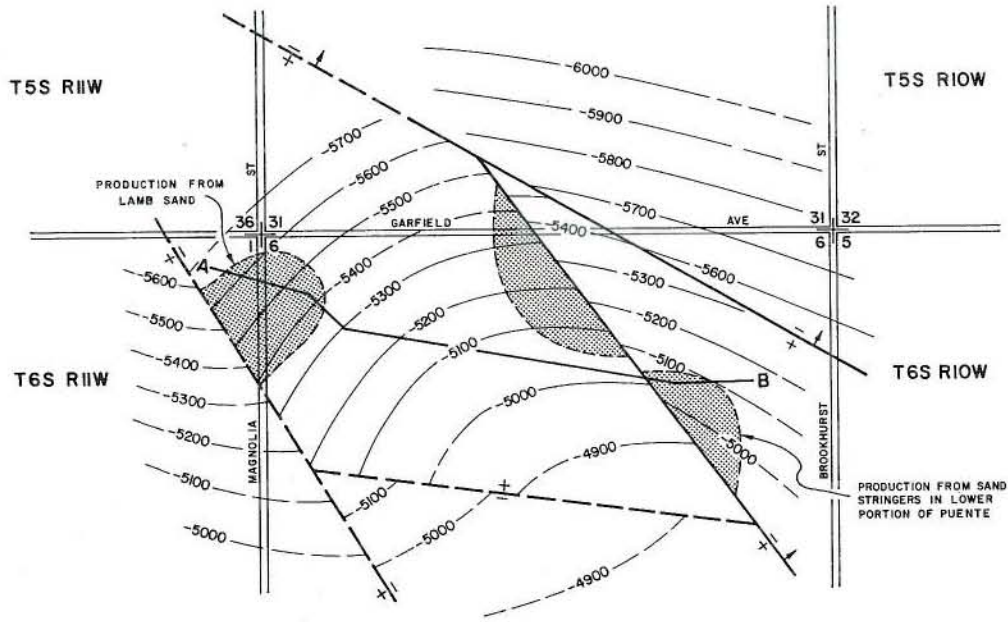 T5S R11W
T5S R10W
-6000
-5900
-5800
-5700
-5700
-5600
-5500
-5400
-5300
-5200
-5100
-5000
-4900
-4900
ST
ST
PRODUCTION FROM
LAMB SAND
36 31
1 6
GARFIELD
AVE
31 32
6 5
-5400
-5600
-5300
-5200
-5100
-5000
A
B
-5600
-5500
-5400
-5300
-5200
-5100
-5000
-5100
-5000
T6S R11W
T6S R10W
MAGNOLIA
BROOKHURST
PRODUCTION FROM SAND
STRINGERS IN LOWER
PORTION OF PUENTE
+ −
+ −
+ −
+ −
+ −
+ −